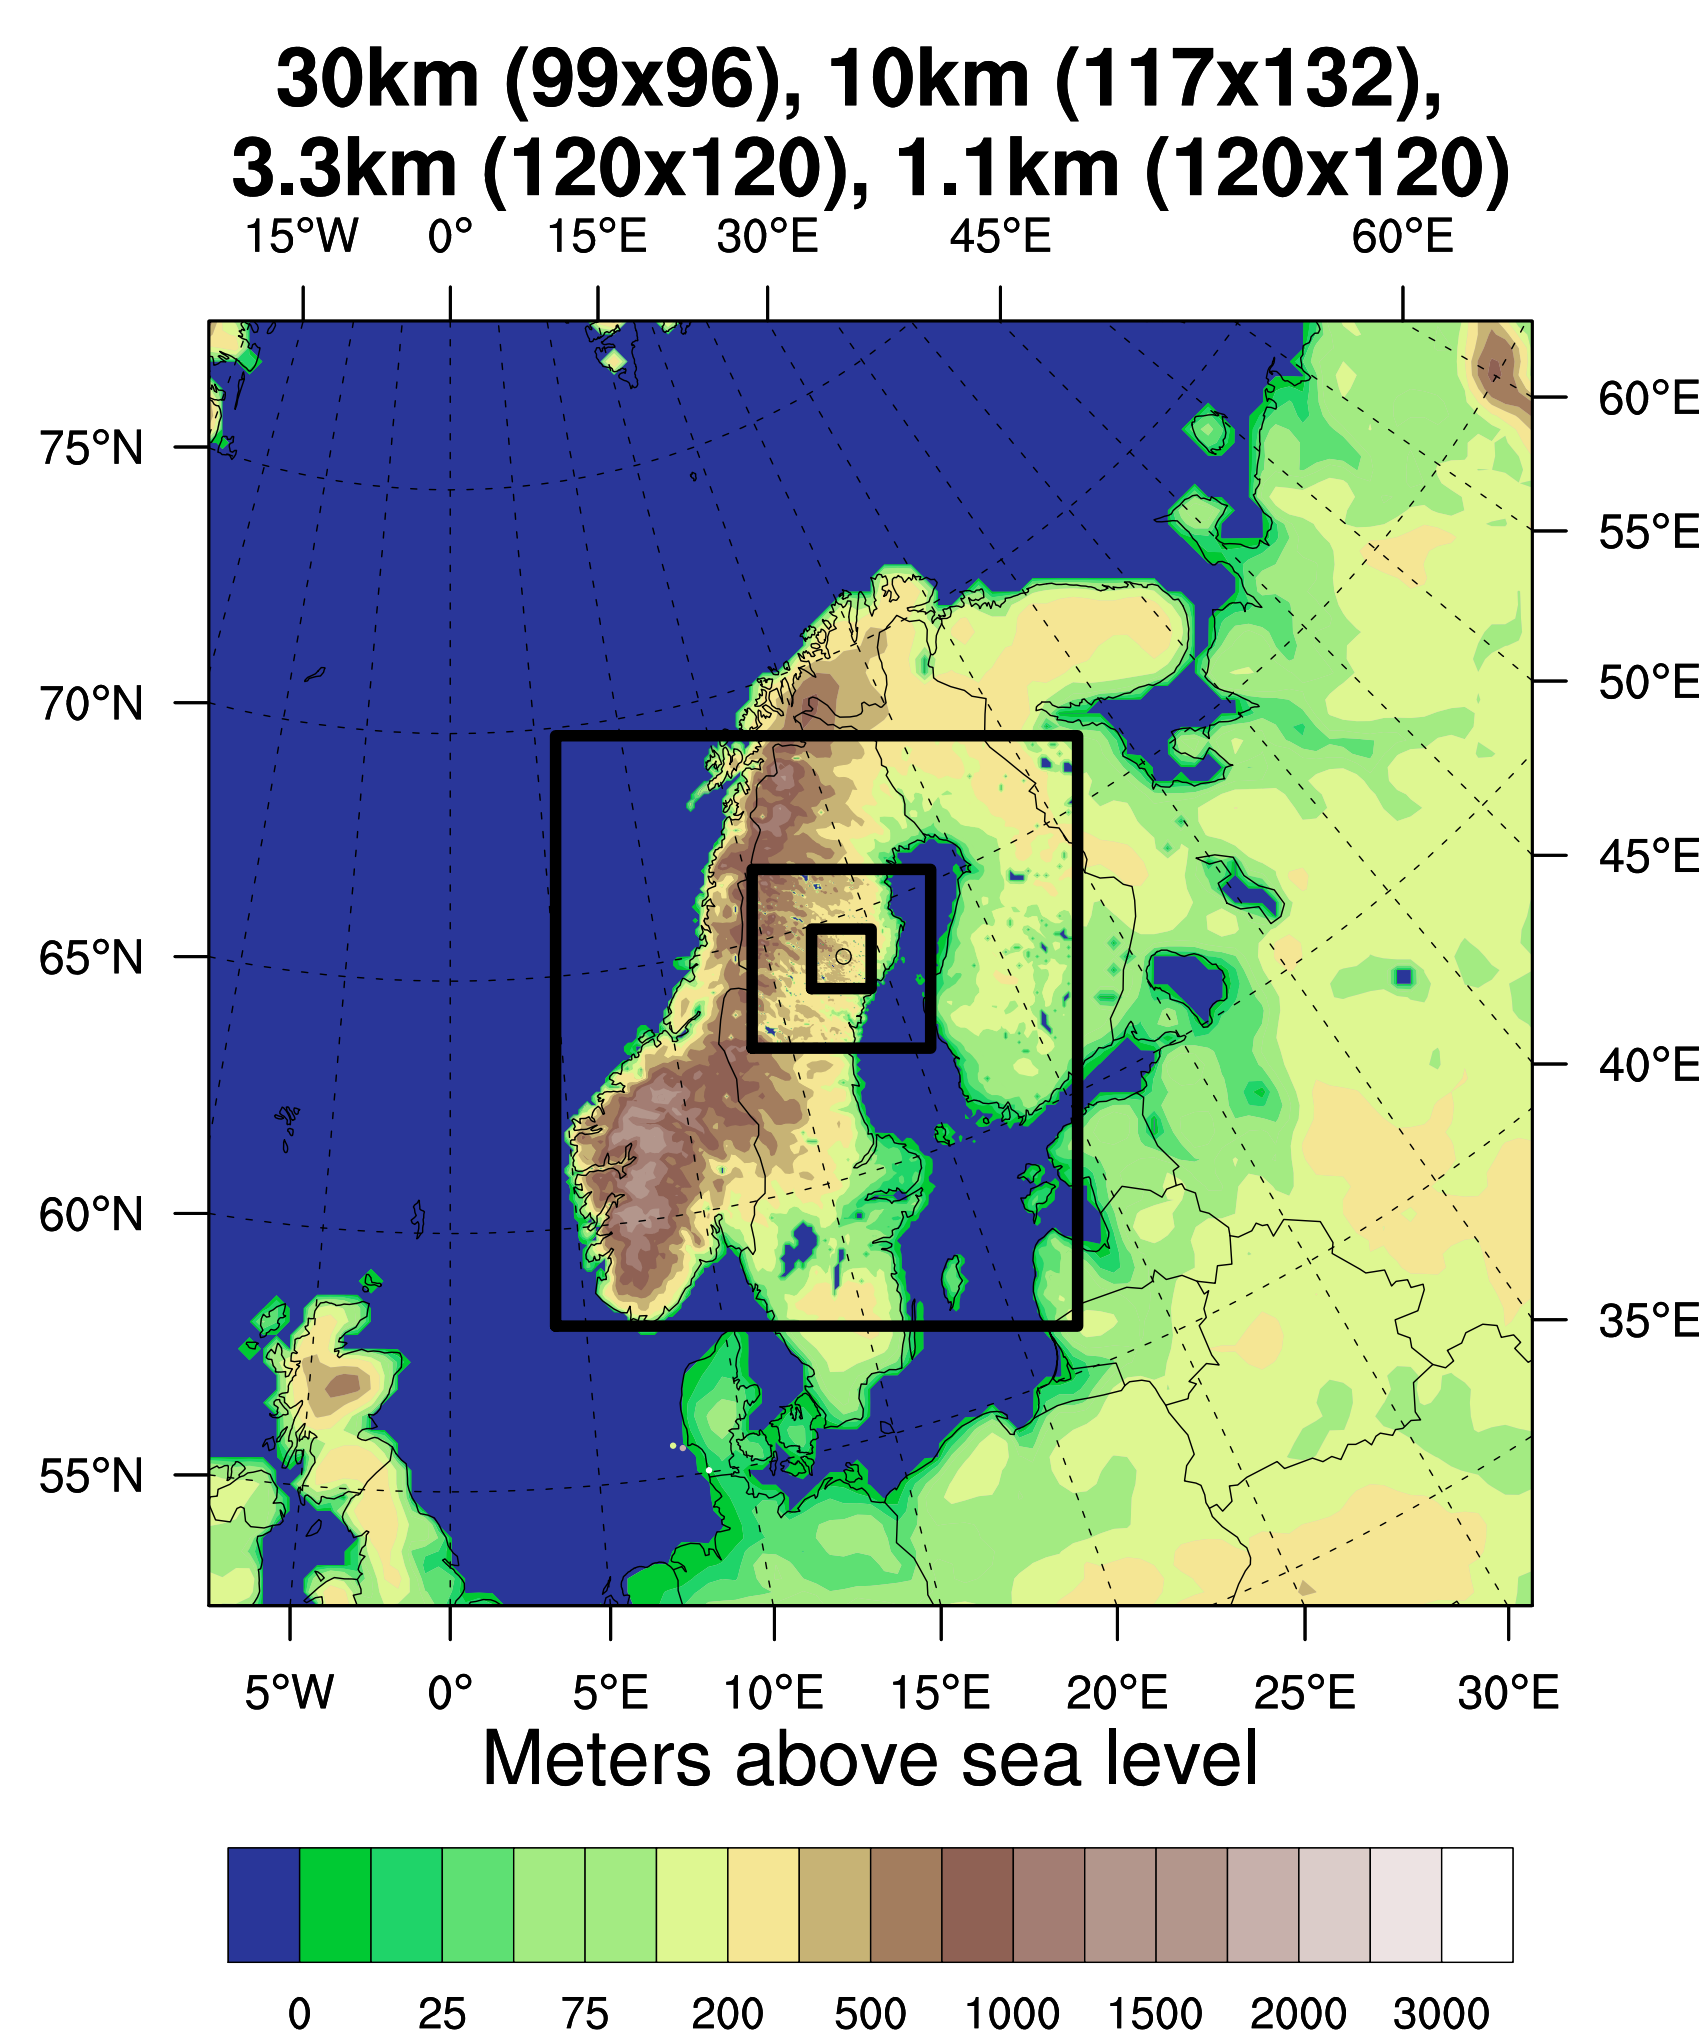 30km (99x96), 10km (117x132),
3.3km (120x120), 1.1km (120x120)
15°W 0° 15°E 30°E 45°E 60°E
75°N 60°E
55°E
70°N 50°E
45°E
65°N
40°E
60°N
35°E
55°N
5°W 0° 5°E 10°E 15°E 20°E 25°E 30°E
Meters above sea level
0 25 75 200 500 1000 1500 2000 3000